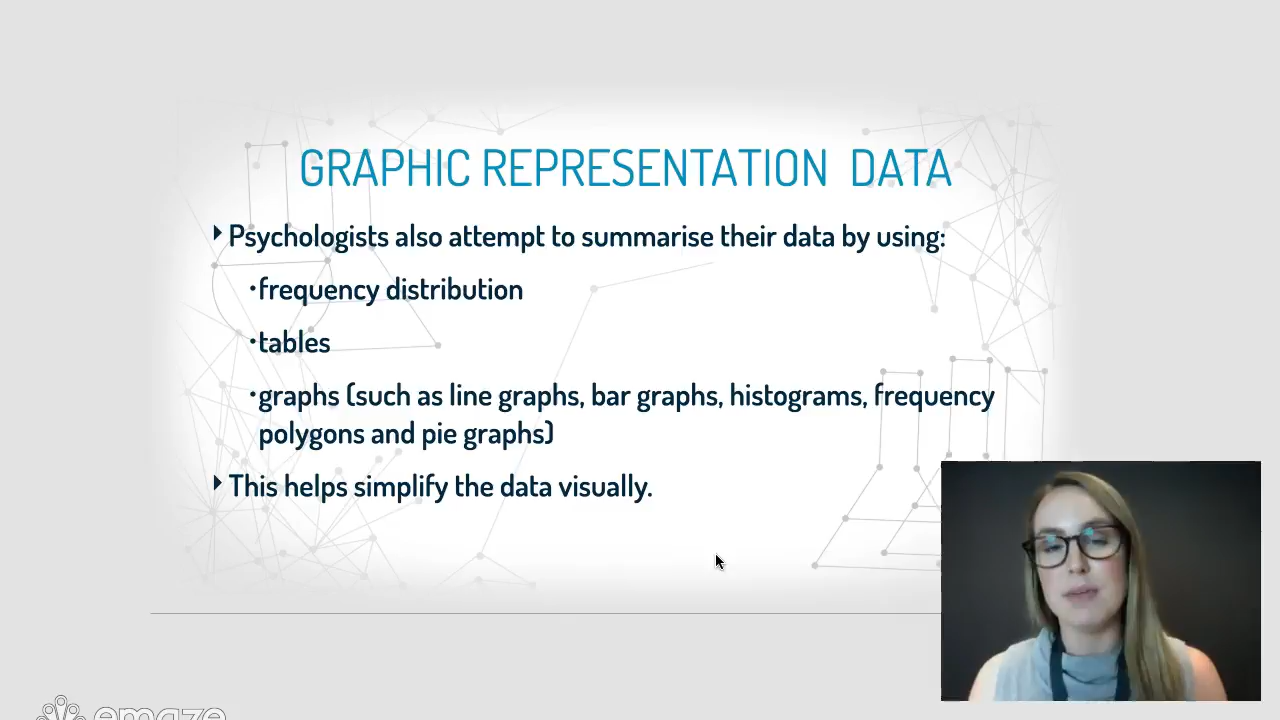 GRAPHIC REPRESENTATION DATA
Psychologists also attempt to summarise their data by using:
•frequency distribution
•tables
•graphs (such as line graphs, bar graphs, histograms, frequency
polygons and pie graphs)
This helps simplify the data visually.
emaze